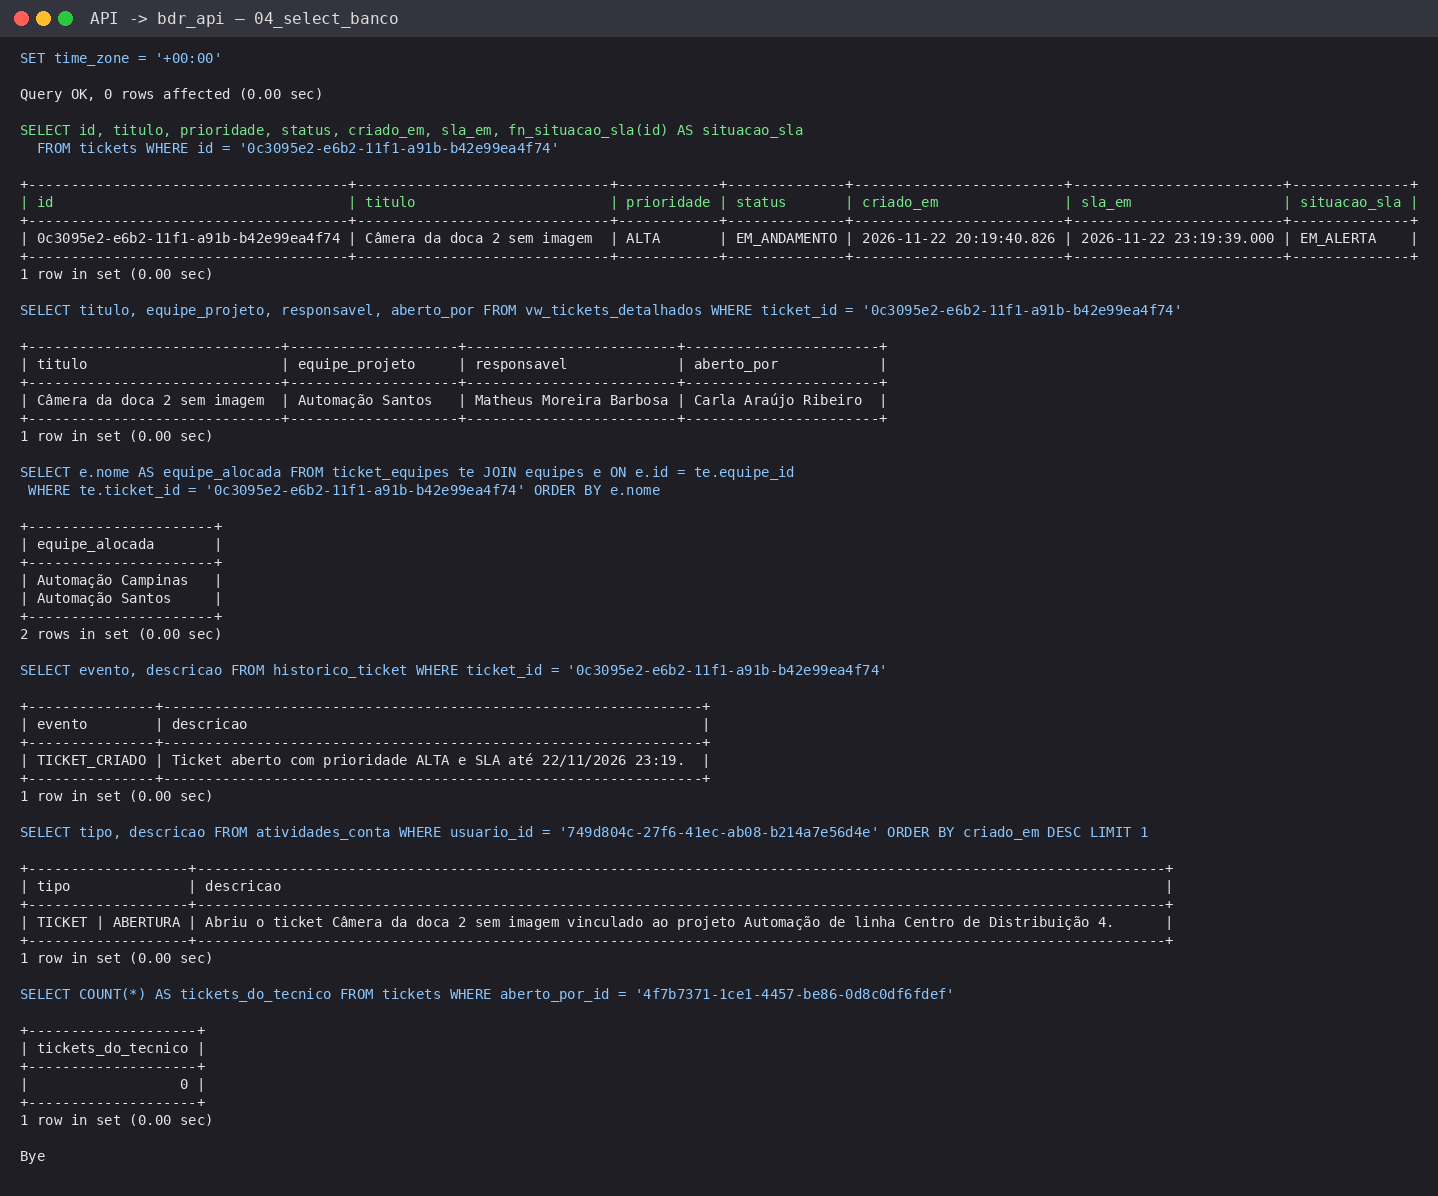 API -> bdr_api — 04_select_banco
SET time_zone = '+00:00'
Query OK, 0 rows affected (0.00 sec)
SELECT id, titulo, prioridade, status, criado_em, sla_em, fn_situacao_sla(id) AS situacao_sla
  FROM tickets WHERE id = '0c3095e2-e6b2-11f1-a91b-b42e99ea4f74'
+--------------------------------------+------------------------------+------------+--------------+-------------------------+-------------------------+--------------+
| id                                   | titulo                       | prioridade | status       | criado_em               | sla_em                  | situacao_sla |
+--------------------------------------+------------------------------+------------+--------------+-------------------------+-------------------------+--------------+
| 0c3095e2-e6b2-11f1-a91b-b42e99ea4f74 | Câmera da doca 2 sem imagem  | ALTA       | EM_ANDAMENTO | 2026-11-22 20:19:40.826 | 2026-11-22 23:19:39.000 | EM_ALERTA    |
+--------------------------------------+------------------------------+------------+--------------+-------------------------+-------------------------+--------------+
1 row in set (0.00 sec)
SELECT titulo, equipe_projeto, responsavel, aberto_por FROM vw_tickets_detalhados WHERE ticket_id = '0c3095e2-e6b2-11f1-a91b-b42e99ea4f74'
+------------------------------+--------------------+-------------------------+-----------------------+
| titulo                       | equipe_projeto     | responsavel             | aberto_por            |
+------------------------------+--------------------+-------------------------+-----------------------+
| Câmera da doca 2 sem imagem  | Automação Santos   | Matheus Moreira Barbosa | Carla Araújo Ribeiro  |
+------------------------------+--------------------+-------------------------+-----------------------+
1 row in set (0.00 sec)
SELECT e.nome AS equipe_alocada FROM ticket_equipes te JOIN equipes e ON e.id = te.equipe_id
 WHERE te.ticket_id = '0c3095e2-e6b2-11f1-a91b-b42e99ea4f74' ORDER BY e.nome
+----------------------+
| equipe_alocada       |
+----------------------+
| Automação Campinas   |
| Automação Santos     |
+----------------------+
2 rows in set (0.00 sec)
SELECT evento, descricao FROM historico_ticket WHERE ticket_id = '0c3095e2-e6b2-11f1-a91b-b42e99ea4f74'
+---------------+----------------------------------------------------------------+
| evento        | descricao                                                      |
+---------------+----------------------------------------------------------------+
| TICKET_CRIADO | Ticket aberto com prioridade ALTA e SLA até 22/11/2026 23:19.  |
+---------------+----------------------------------------------------------------+
1 row in set (0.00 sec)
SELECT tipo, descricao FROM atividades_conta WHERE usuario_id = '749d804c-27f6-41ec-ab08-b214a7e56d4e' ORDER BY criado_em DESC LIMIT 1
+-------------------+-------------------------------------------------------------------------------------------------------------------+
| tipo              | descricao                                                                                                         |
+-------------------+-------------------------------------------------------------------------------------------------------------------+
| TICKET | ABERTURA | Abriu o ticket Câmera da doca 2 sem imagem vinculado ao projeto Automação de linha Centro de Distribuição 4.      |
+-------------------+-------------------------------------------------------------------------------------------------------------------+
1 row in set (0.00 sec)
SELECT COUNT(*) AS tickets_do_tecnico FROM tickets WHERE aberto_por_id = '4f7b7371-1ce1-4457-be86-0d8c0df6fdef'
+--------------------+
| tickets_do_tecnico |
+--------------------+
|                  0 |
+--------------------+
1 row in set (0.00 sec)
Bye